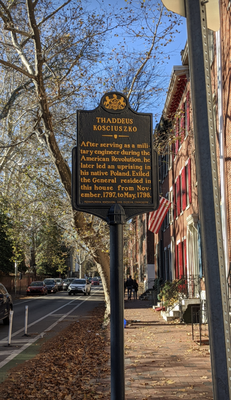 THADDEUS
KOSCIUSZKO
After serving as a mili-
tary engineer during the
American Revolution, he
later led an uprising in
his native Poland. Exiled,
the General resided in
this house from Nov-
ember, 1797, to May, 1798.